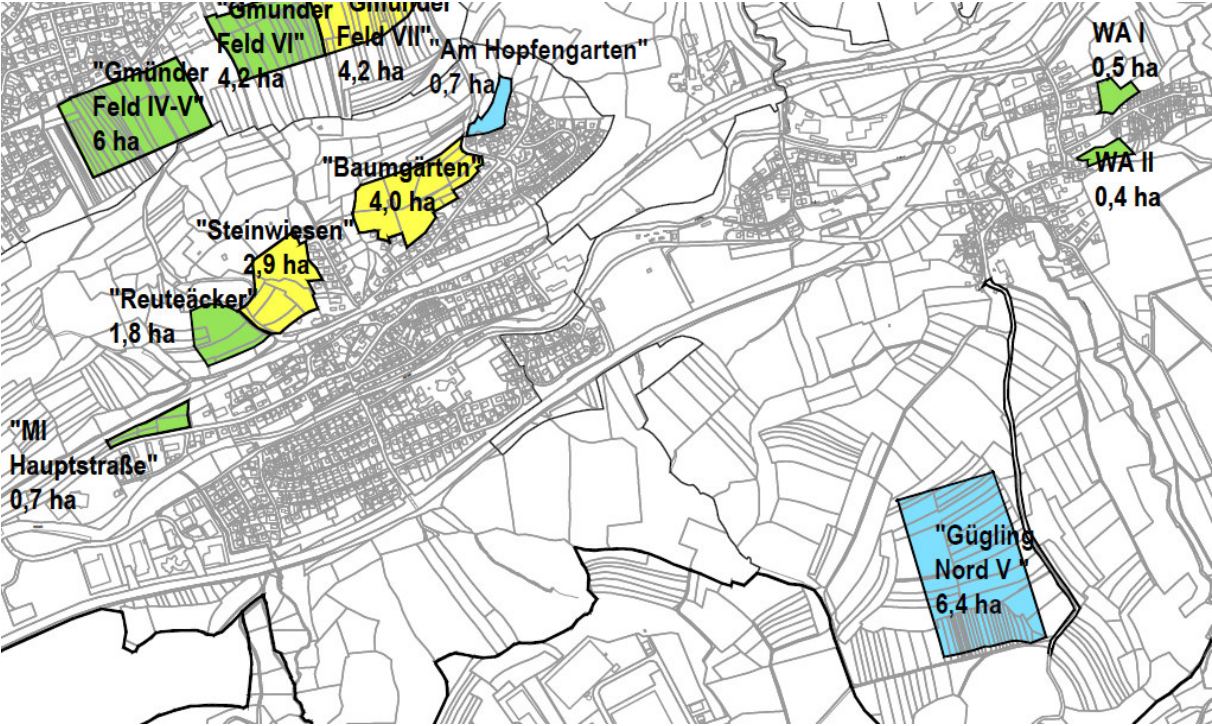 "Gmünder
Feld VI"
4,2 ha
"Gmünder
Feld VII"
4,2 ha
"Am Hopfengarten"
0,7 ha
WA I
0,5 ha
"Gmünder
Feld IV-V"
6 ha
"Baumgärten"
4,0 ha
WA II
0,4 ha
"Steinwiesen"
2,9 ha
"Reuteäcker"
1,8 ha
"MI
Hauptstraße"
0,7 ha
"Gügling
Nord V "
6,4 ha